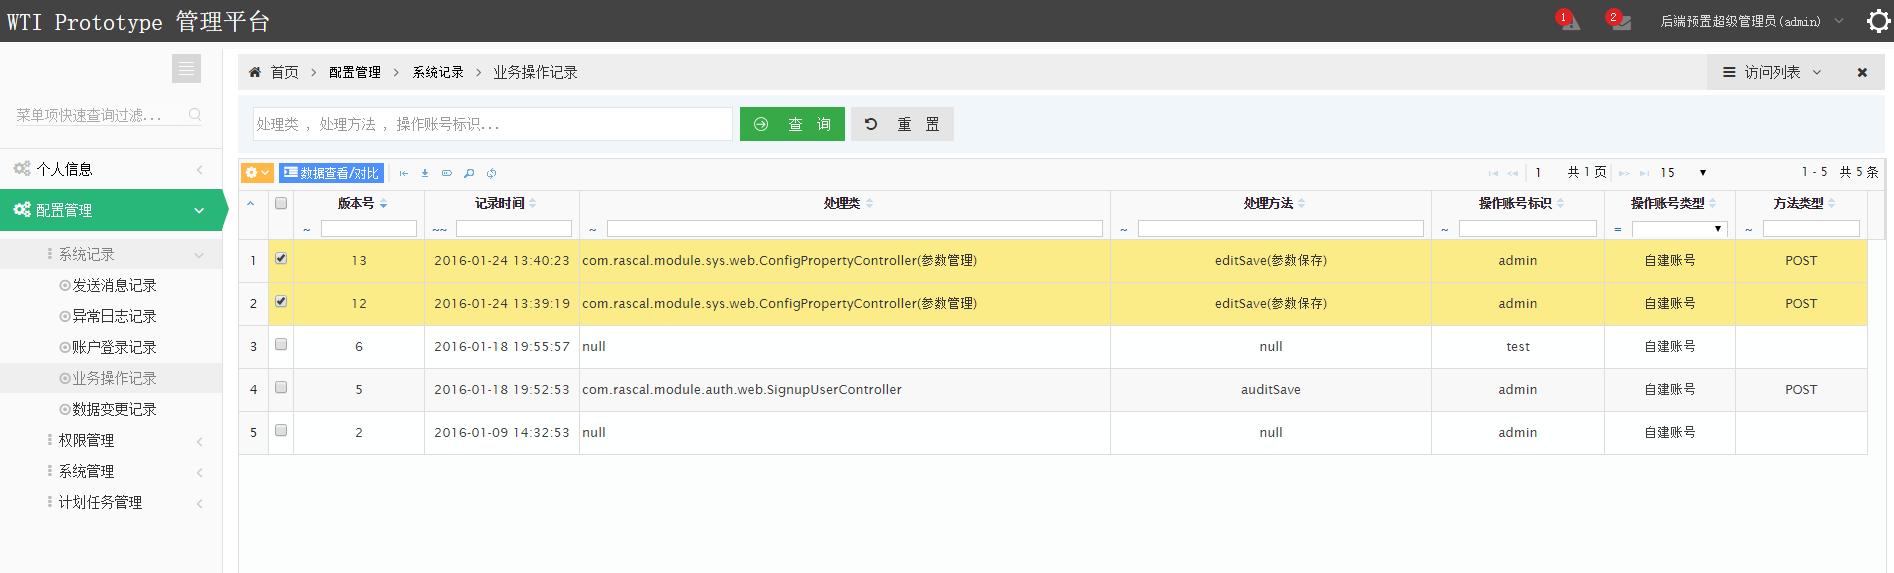 WTI Prototype 管理平台
1
2
后端预置超级管理员(admin)
首页 配置管理 系统记录 业务操作记录
访问列表
菜单项快速查询过滤...
处理类 , 处理方法 , 操作账号标识...
查 询
重 置
个人信息
配置管理
系统记录
发送消息记录
异常日志记录
账户登录记录
业务操作记录
数据变更记录
权限管理
系统管理
计划任务管理
数据查看/对比
1 共 1 页 15
1 - 5 共 5 条
版本号 记录时间 处理类 处理方法 操作账号标识 操作账号类型 方法类型
~ ~~ ~ ~ ~ = ~
1 13 2016-01-24 13:40:23 com.rascal.module.sys.web.ConfigPropertyController(参数管理) editSave(参数保存) admin 自建账号 POST
2 12 2016-01-24 13:39:19 com.rascal.module.sys.web.ConfigPropertyController(参数管理) editSave(参数保存) admin 自建账号 POST
3 6 2016-01-18 19:55:57 null null test 自建账号
4 5 2016-01-18 19:52:53 com.rascal.module.auth.web.SignupUserController auditSave admin 自建账号 POST
5 2 2016-01-09 14:32:53 null null admin 自建账号